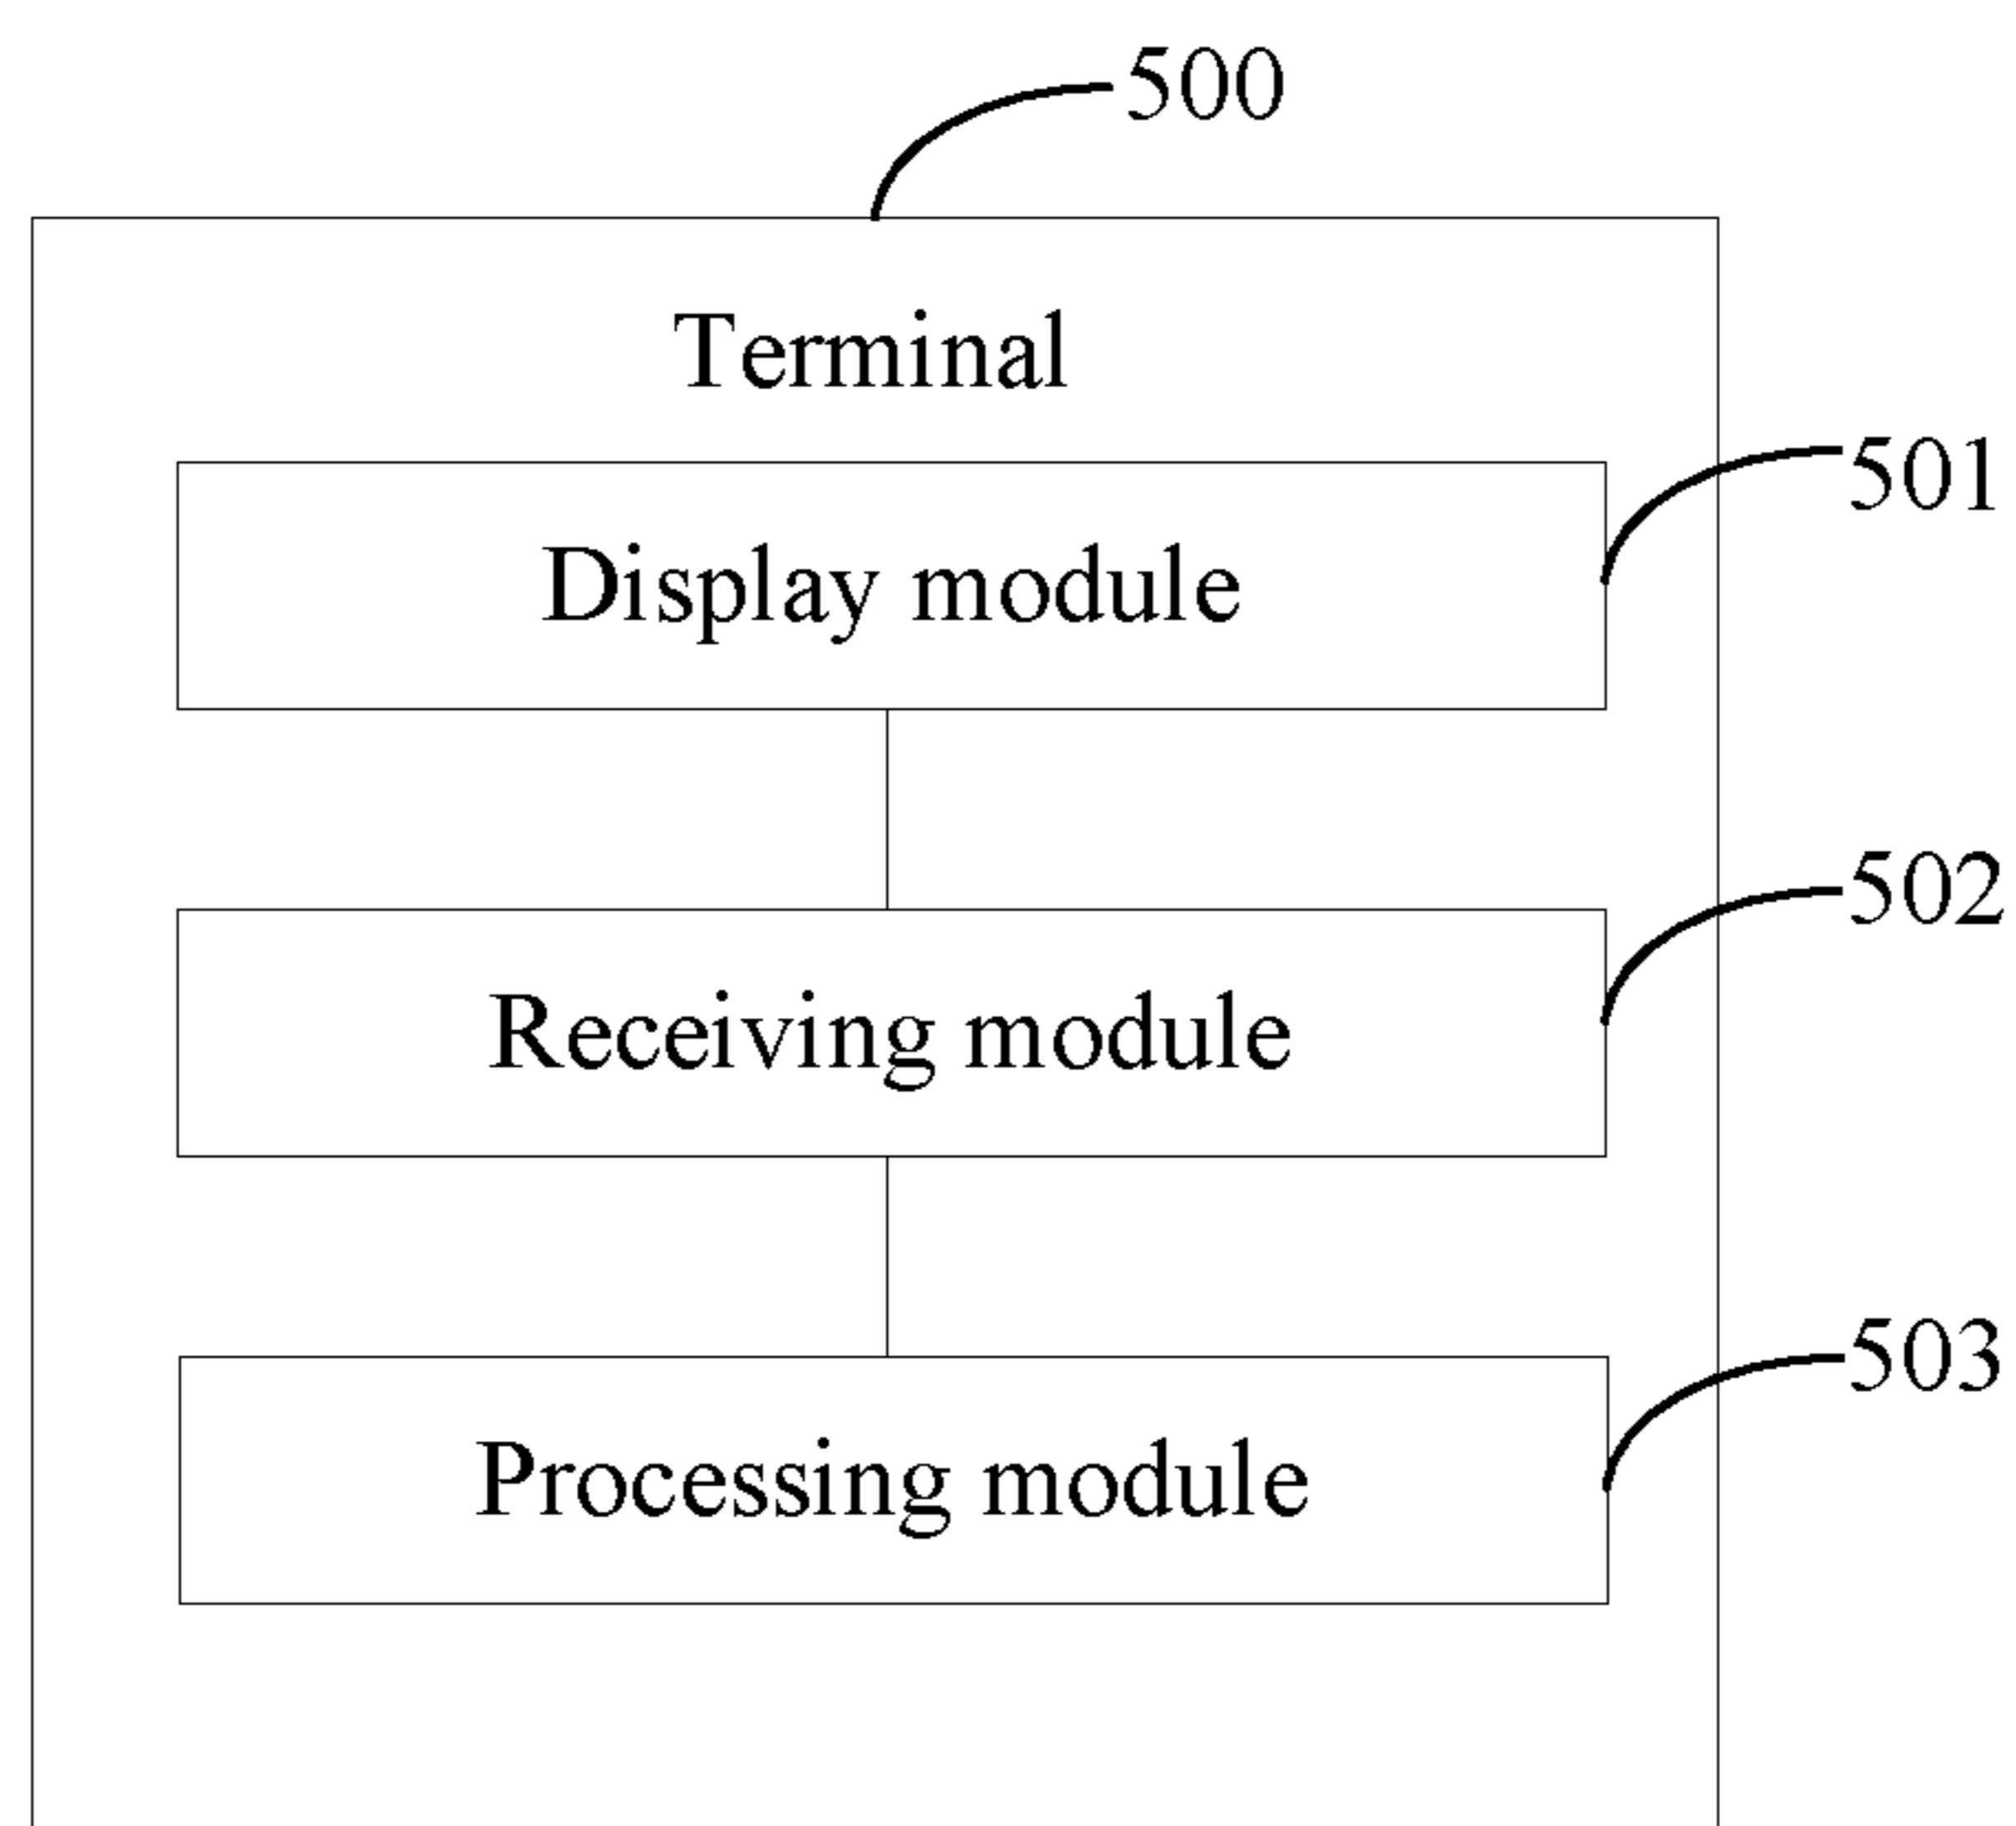 500
Terminal
501
Display module
502
Receiving module
503
Processing module